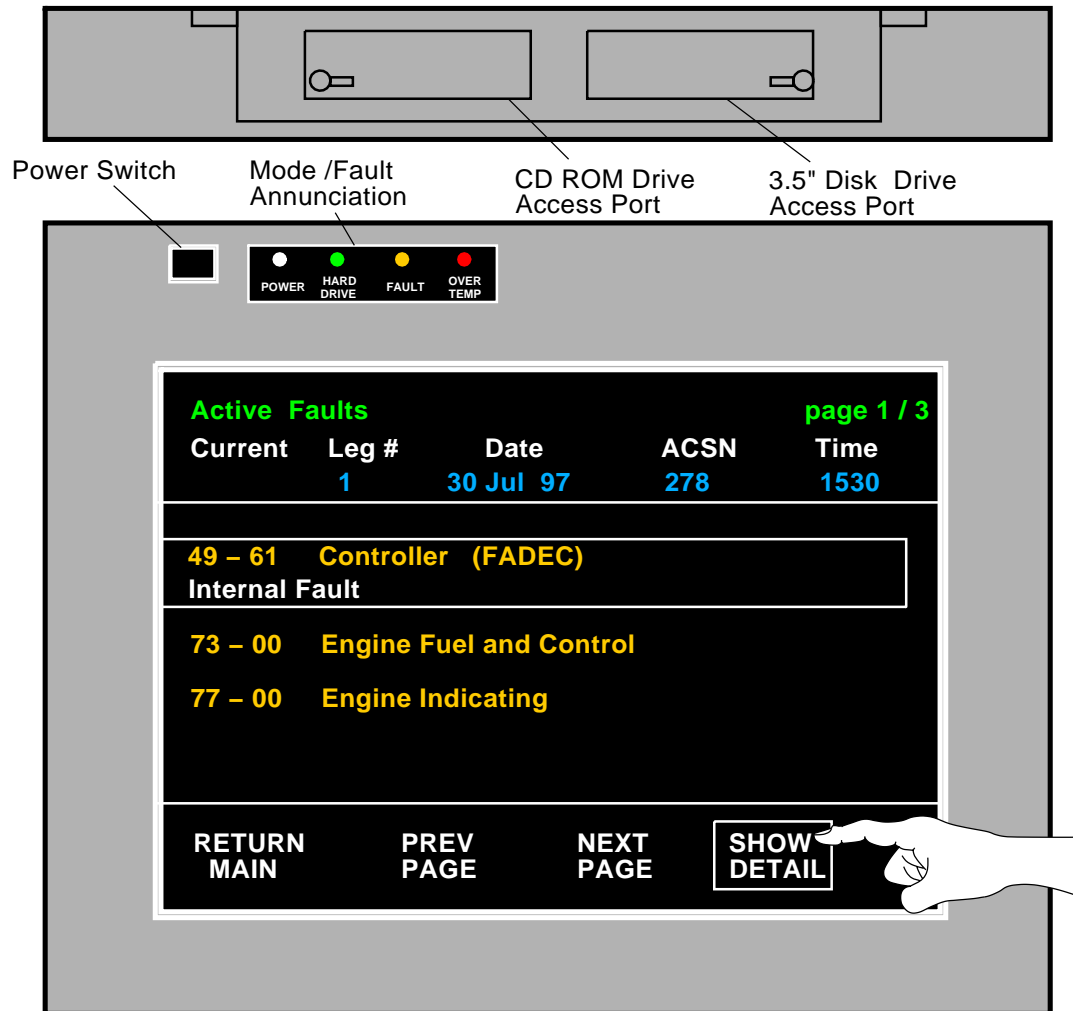 Power Switch
Mode /Fault
Annunciation
CD ROM Drive
Access Port
3.5" Disk Drive
Access Port
POWER
HARD
DRIVE
FAULT
OVER
TEMP
Active Faults page 1 / 3
Current Leg # Date ACSN Time
1 30 Jul 97 278 1530
49 – 61 Controller (FADEC)
Internal Fault
73 – 00 Engine Fuel and Control
77 – 00 Engine Indicating
RETURN
MAIN
PREV
PAGE
NEXT
PAGE
SHOW
DETAIL